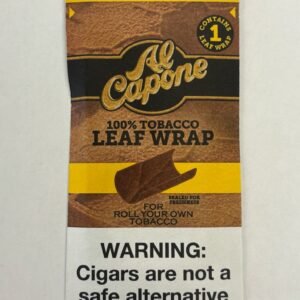 CONTAINS
1
LEAF WRAP
Al
Capone
100% TOBACCO
LEAF WRAP
SEALED FOR
FRESHNESS
FOR
ROLL YOUR OWN
TOBACCO
WARNING:
Cigars are not a
safe alternative